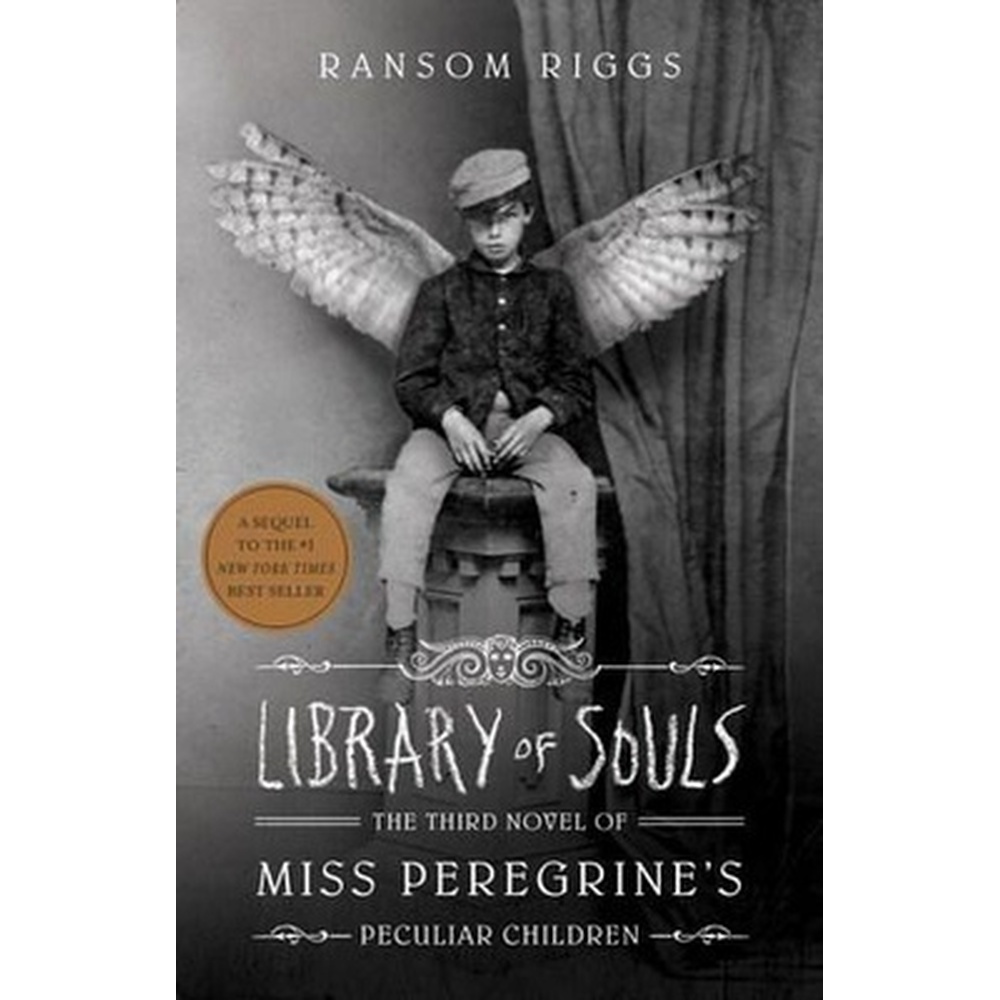 RANSOM RIGGS
A SEQUEL
TO THE #1
NEW YORK TIMES
BEST SELLER
LIBRARY OF SOULS
THE THIRD NOVEL OF
MISS PEREGRINE'S
PECULIAR CHILDREN